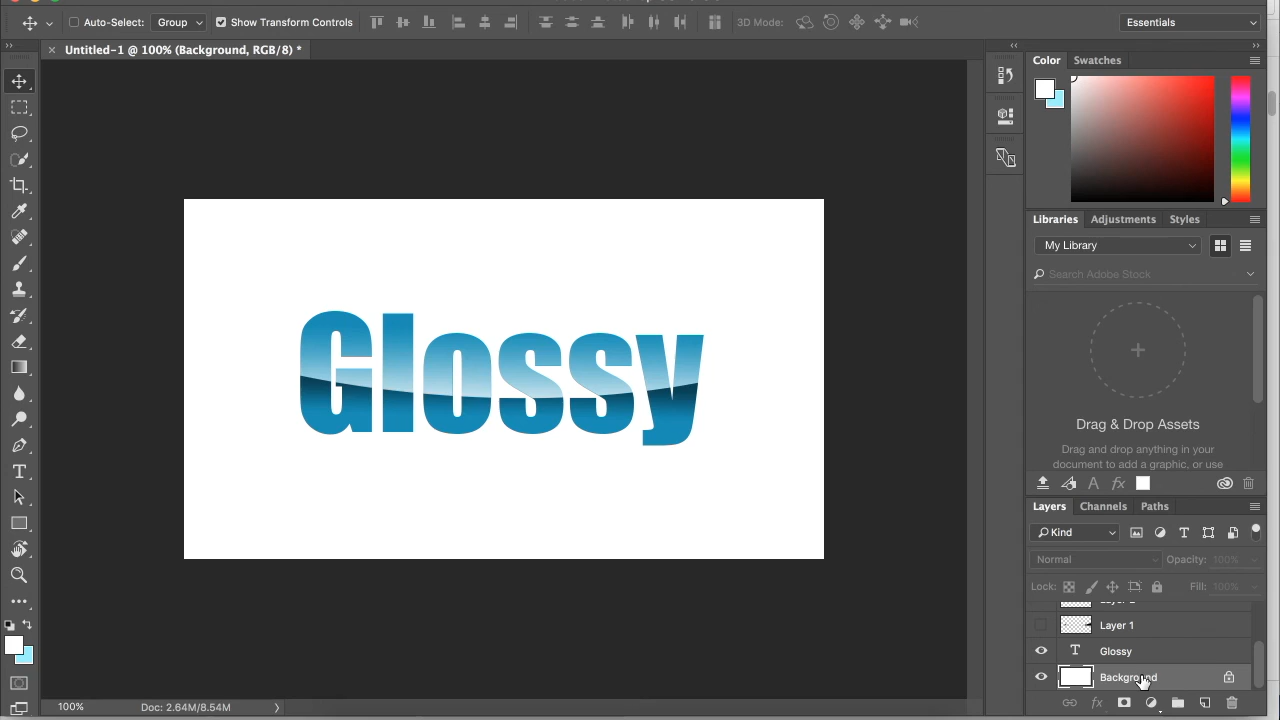 Auto-Select: Group Show Transform Controls 3D Mode: Essentials
Untitled-1 @ 100% (Background, RGB/8) *
Color Swatches
Libraries Adjustments Styles
My Library
Search Adobe Stock
Glossy
Drag & Drop Assets
Drag and drop anything in your
document to add a graphic, or use
Layers Channels Paths
Kind
Normal Opacity: 100%
Lock: Fill: 100%
Layer 1
Glossy
Background
100% Doc: 2.64M/8.54M